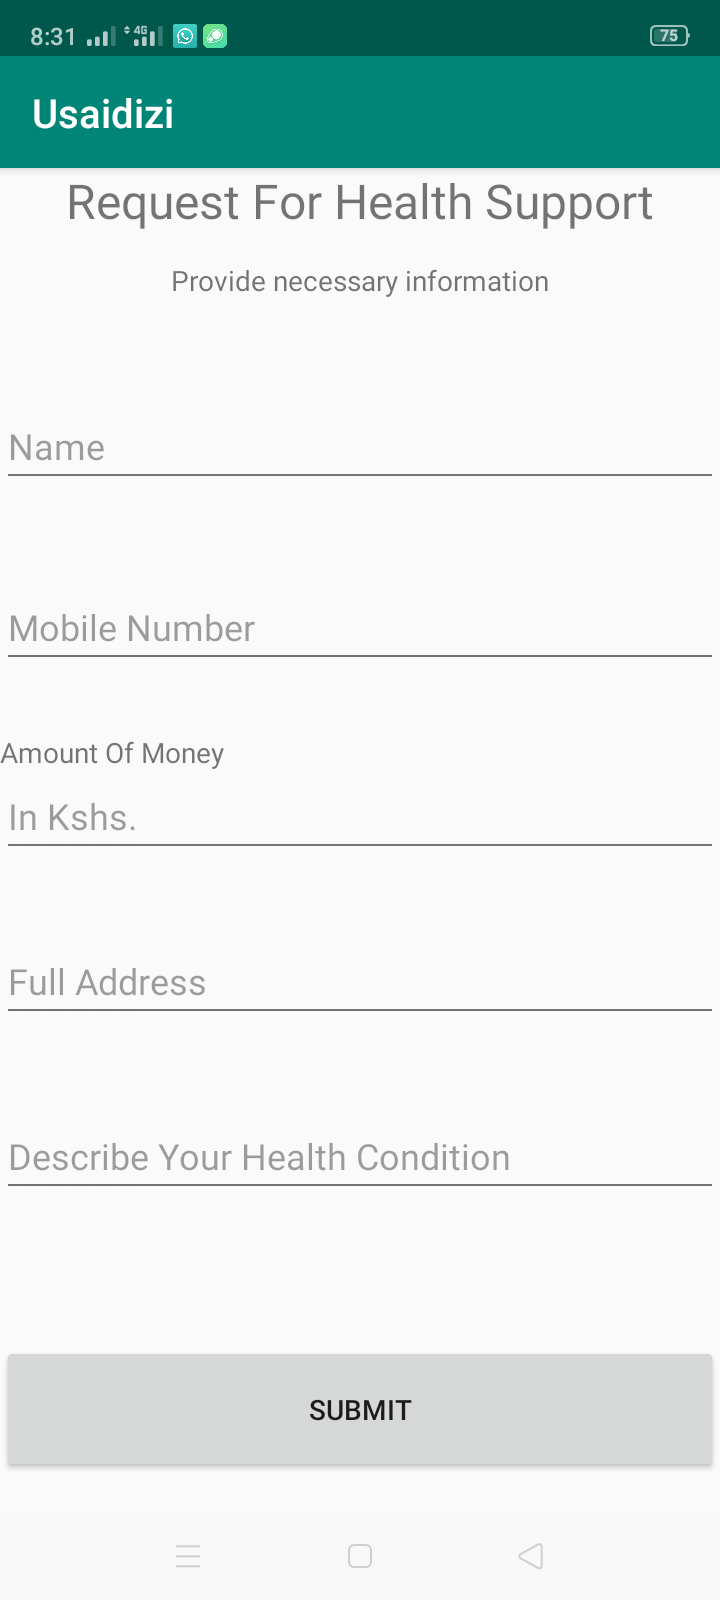 8:31 4G 75
Usaidizi
Request For Health Support
Provide necessary information
Name
Mobile Number
Amount Of Money
In Kshs.
Full Address
Describe Your Health Condition
SUBMIT